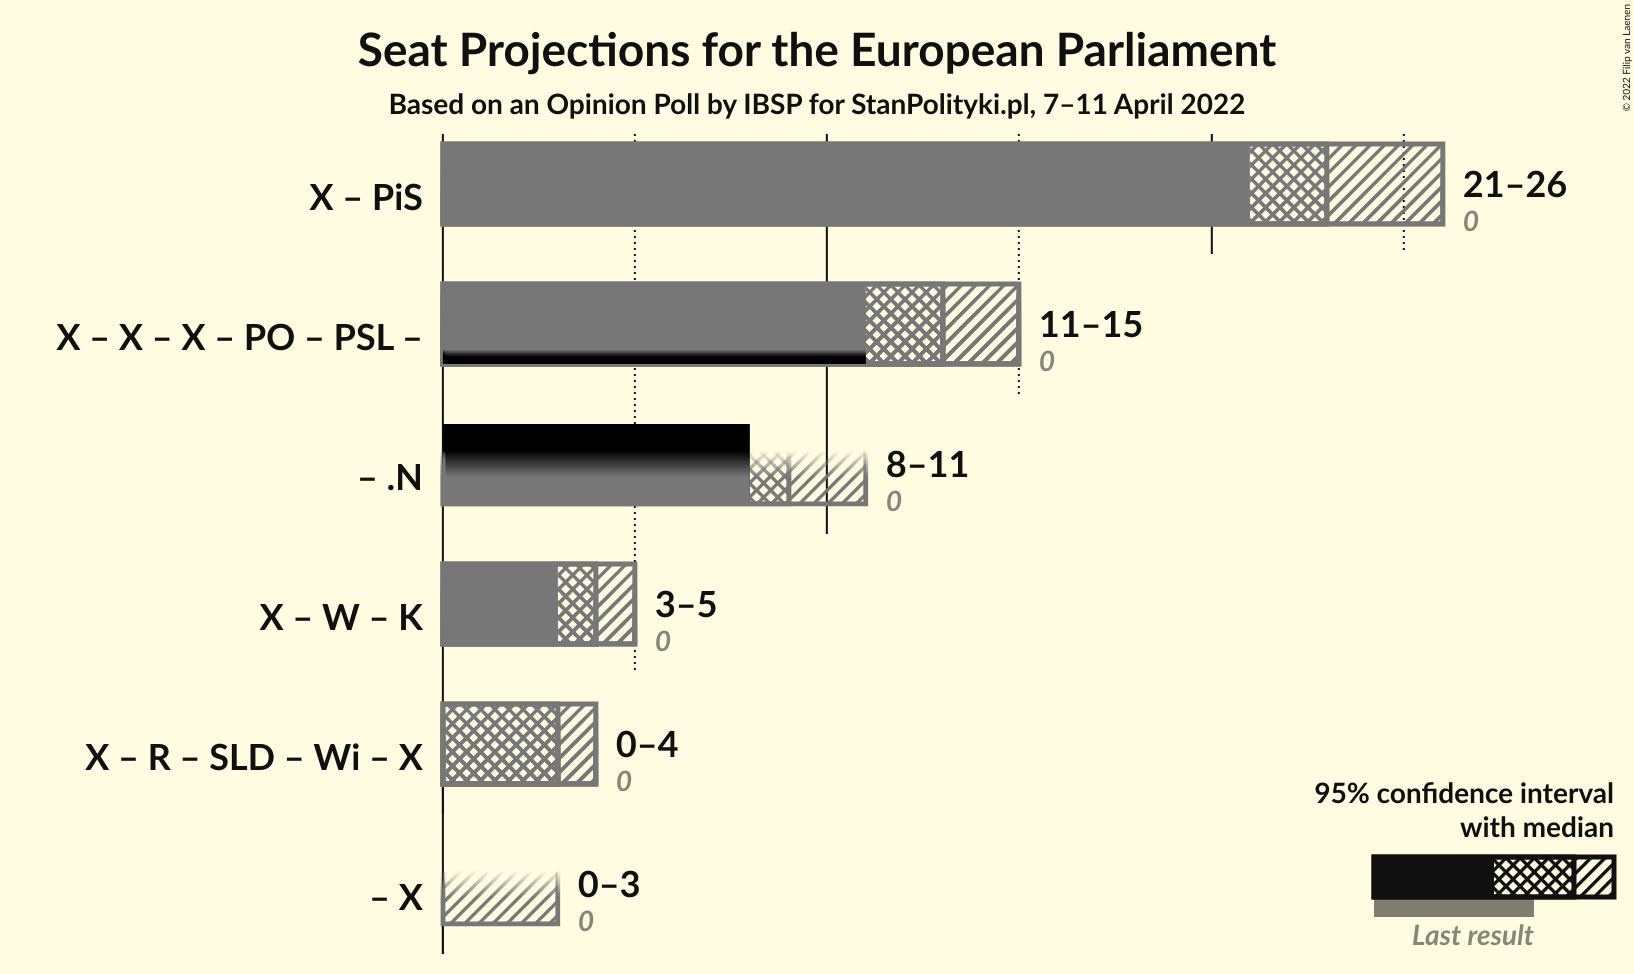 Seat Projections for the European Parliament
Based on an Opinion Poll by IBSP for StanPolityki.pl, 7–11 April 2022
© 2022 Filip van Laenen
X – PiS
21–26
0
X – X – X – PO – PSL –
11–15
0
– .N
8–11
0
X – W – K
3–5
0
X – R – SLD – Wi – X
0–4
0
– X
0–3
0
95% confidence interval
with median
Last result